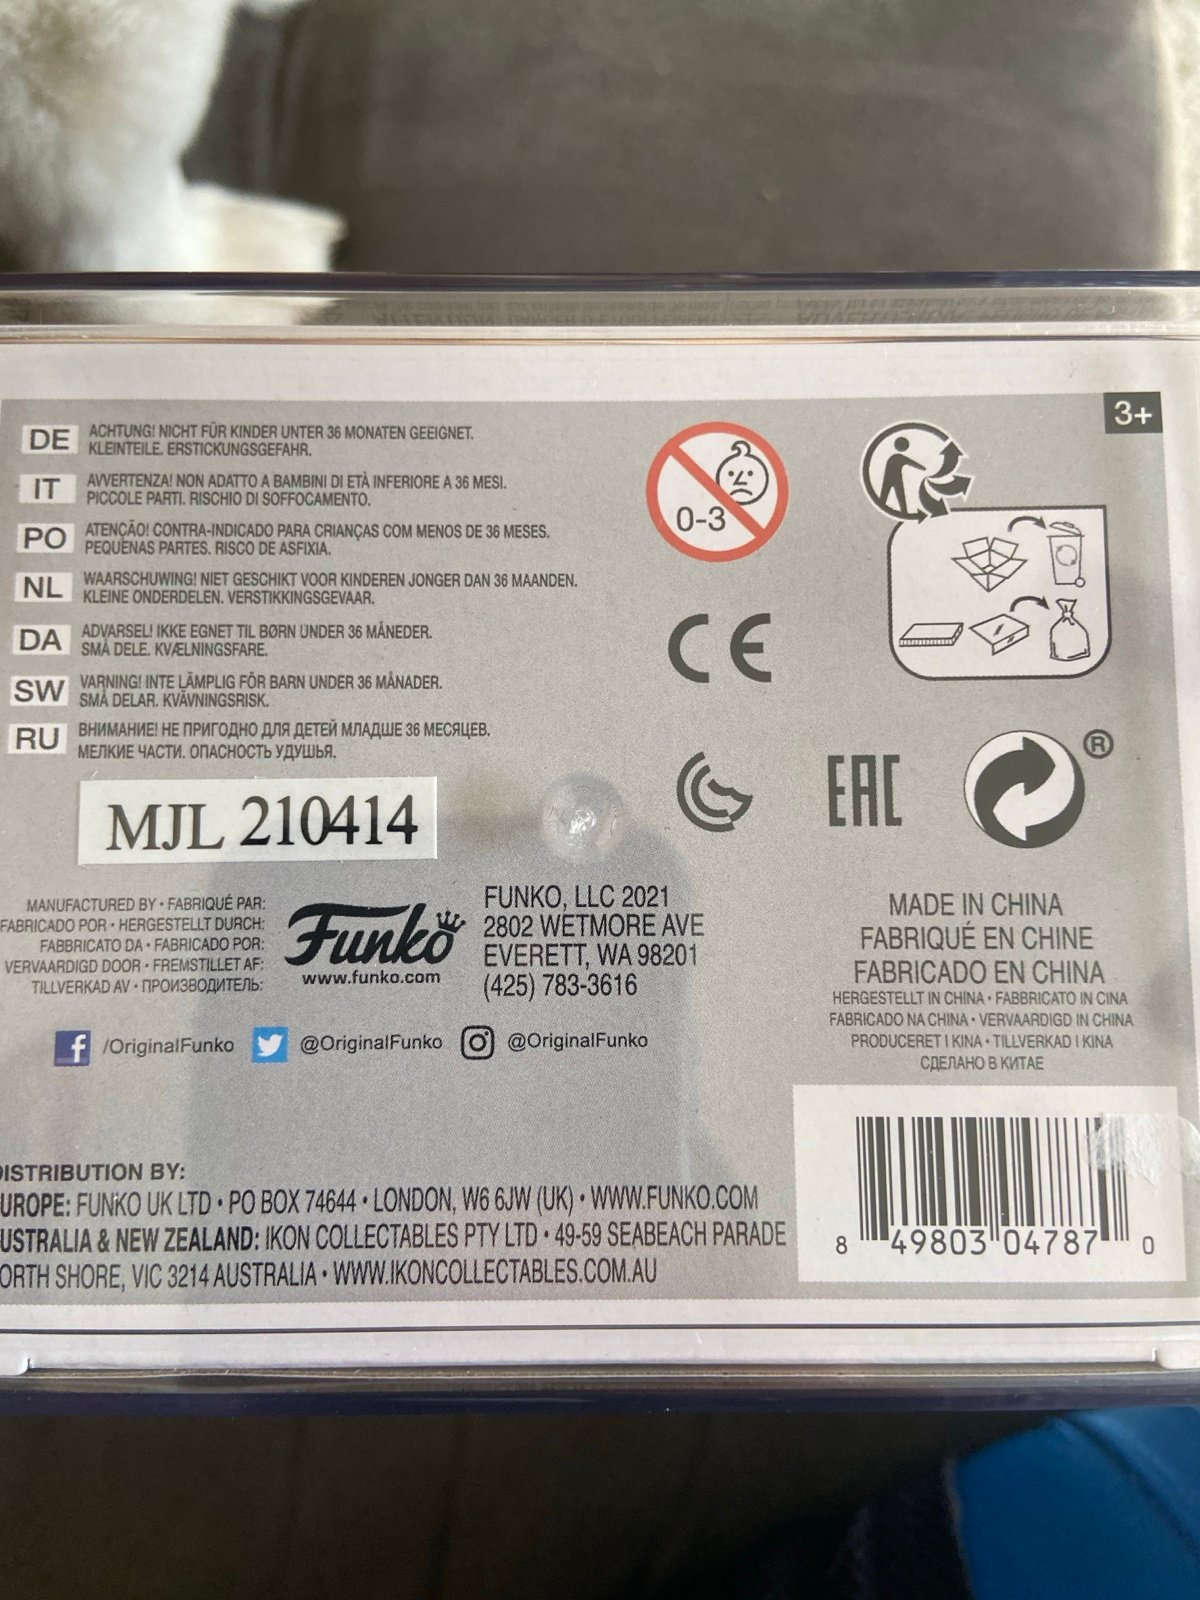 3+
DE ACHTUNG! NICHT FÜR KINDER UNTER 36 MONATEN GEEIGNET.
KLEINTEILE. ERSTICKUNGSGEFAHR.
IT AVVERTENZA! NON ADATTO A BAMBINI DI ETÀ INFERIORE A 36 MESI.
PICCOLE PARTI. RISCHIO DI SOFFOCAMENTO.
PO ATENÇÃO! CONTRA-INDICADO PARA CRIANÇAS COM MENOS DE 36 MESES.
PEQUENAS PARTES. RISCO DE ASFIXIA.
NL WAARSCHUWING! NIET GESCHIKT VOOR KINDEREN JONGER DAN 36 MAANDEN.
KLEINE ONDERDELEN. VERSTIKKINGSGEVAAR.
DA ADVARSEL! IKKE EGNET TIL BØRN UNDER 36 MÅNEDER.
SMÅ DELE. KVÆLNINGSFARE.
SW VARNING! INTE LÄMPLIG FÖR BARN UNDER 36 MÅNADER.
SMÅ DELAR. KVÄVNINGSRISK.
RU ВНИМАНИЕ! НЕ ПРИГОДНО ДЛЯ ДЕТЕЙ МЛАДШЕ 36 МЕСЯЦЕВ.
МЕЛКИЕ ЧАСТИ. ОПАСНОСТЬ УДУШЬЯ.
0-3
CE
EAC
®
MJL 210414
MANUFACTURED BY • FABRIQUÉ PAR:
FABRICADO POR • HERGESTELLT DURCH:
FABBRICATO DA • FABRICADO POR:
VERVAARDIGD DOOR • FREMSTILLET AF:
TILLVERKAD AV • ПРОИЗВОДИТЕЛЬ:
Funko
www.funko.com
FUNKO, LLC 2021
2802 WETMORE AVE
EVERETT, WA 98201
(425) 783-3616
MADE IN CHINA
FABRIQUÉ EN CHINE
FABRICADO EN CHINA
HERGESTELLT IN CHINA • FABBRICATO IN CINA
FABRICADO NA CHINA • VERVAARDIGD IN CHINA
PRODUCERET I KINA • TILLVERKAD I KINA
СДЕЛАНО В КИТАЕ
/OriginalFunko @OriginalFunko @OriginalFunko
DISTRIBUTION BY:
UROPE: FUNKO UK LTD • PO BOX 74644 • LONDON, W6 6JW (UK) • WWW.FUNKO.COM
USTRALIA & NEW ZEALAND: IKON COLLECTABLES PTY LTD • 49-59 SEABEACH PARADE
ORTH SHORE, VIC 3214 AUSTRALIA • WWW.IKONCOLLECTABLES.COM.AU
8 49803 04787 0